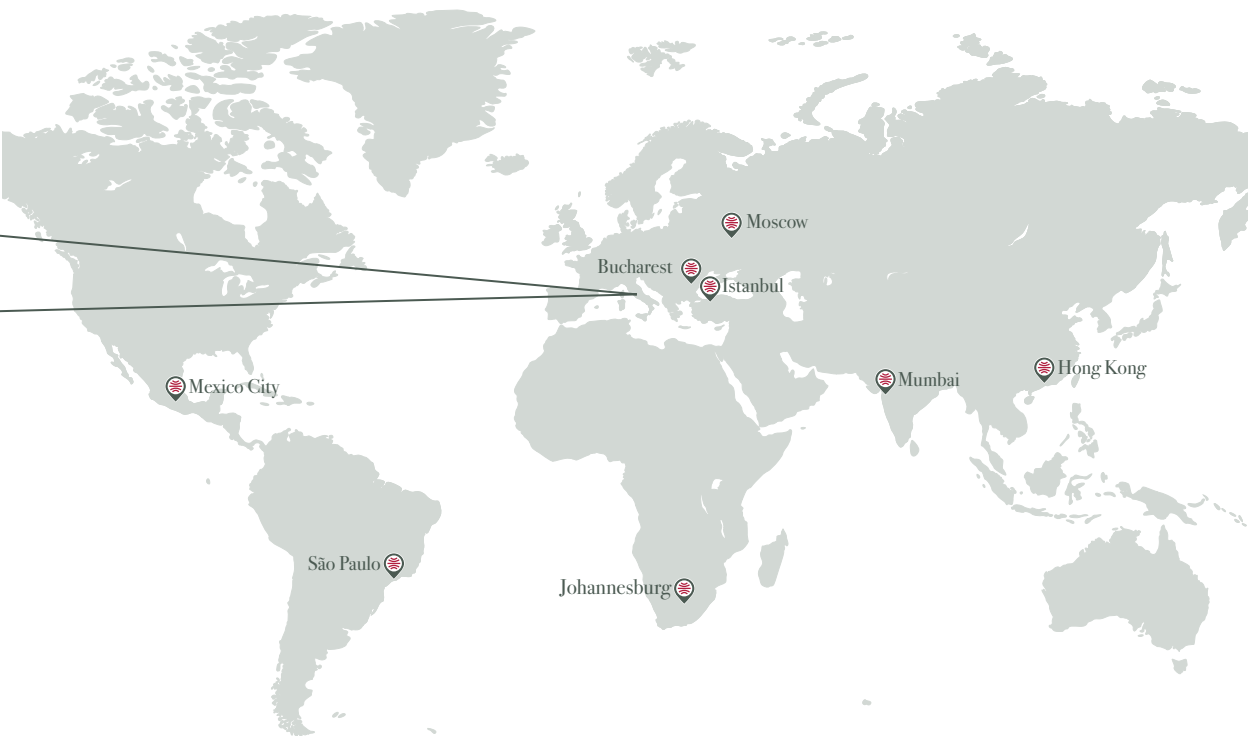 Moscow
Bucharest
Istanbul
Hong Kong
Mumbai
Mexico City
São Paulo
Johannesburg